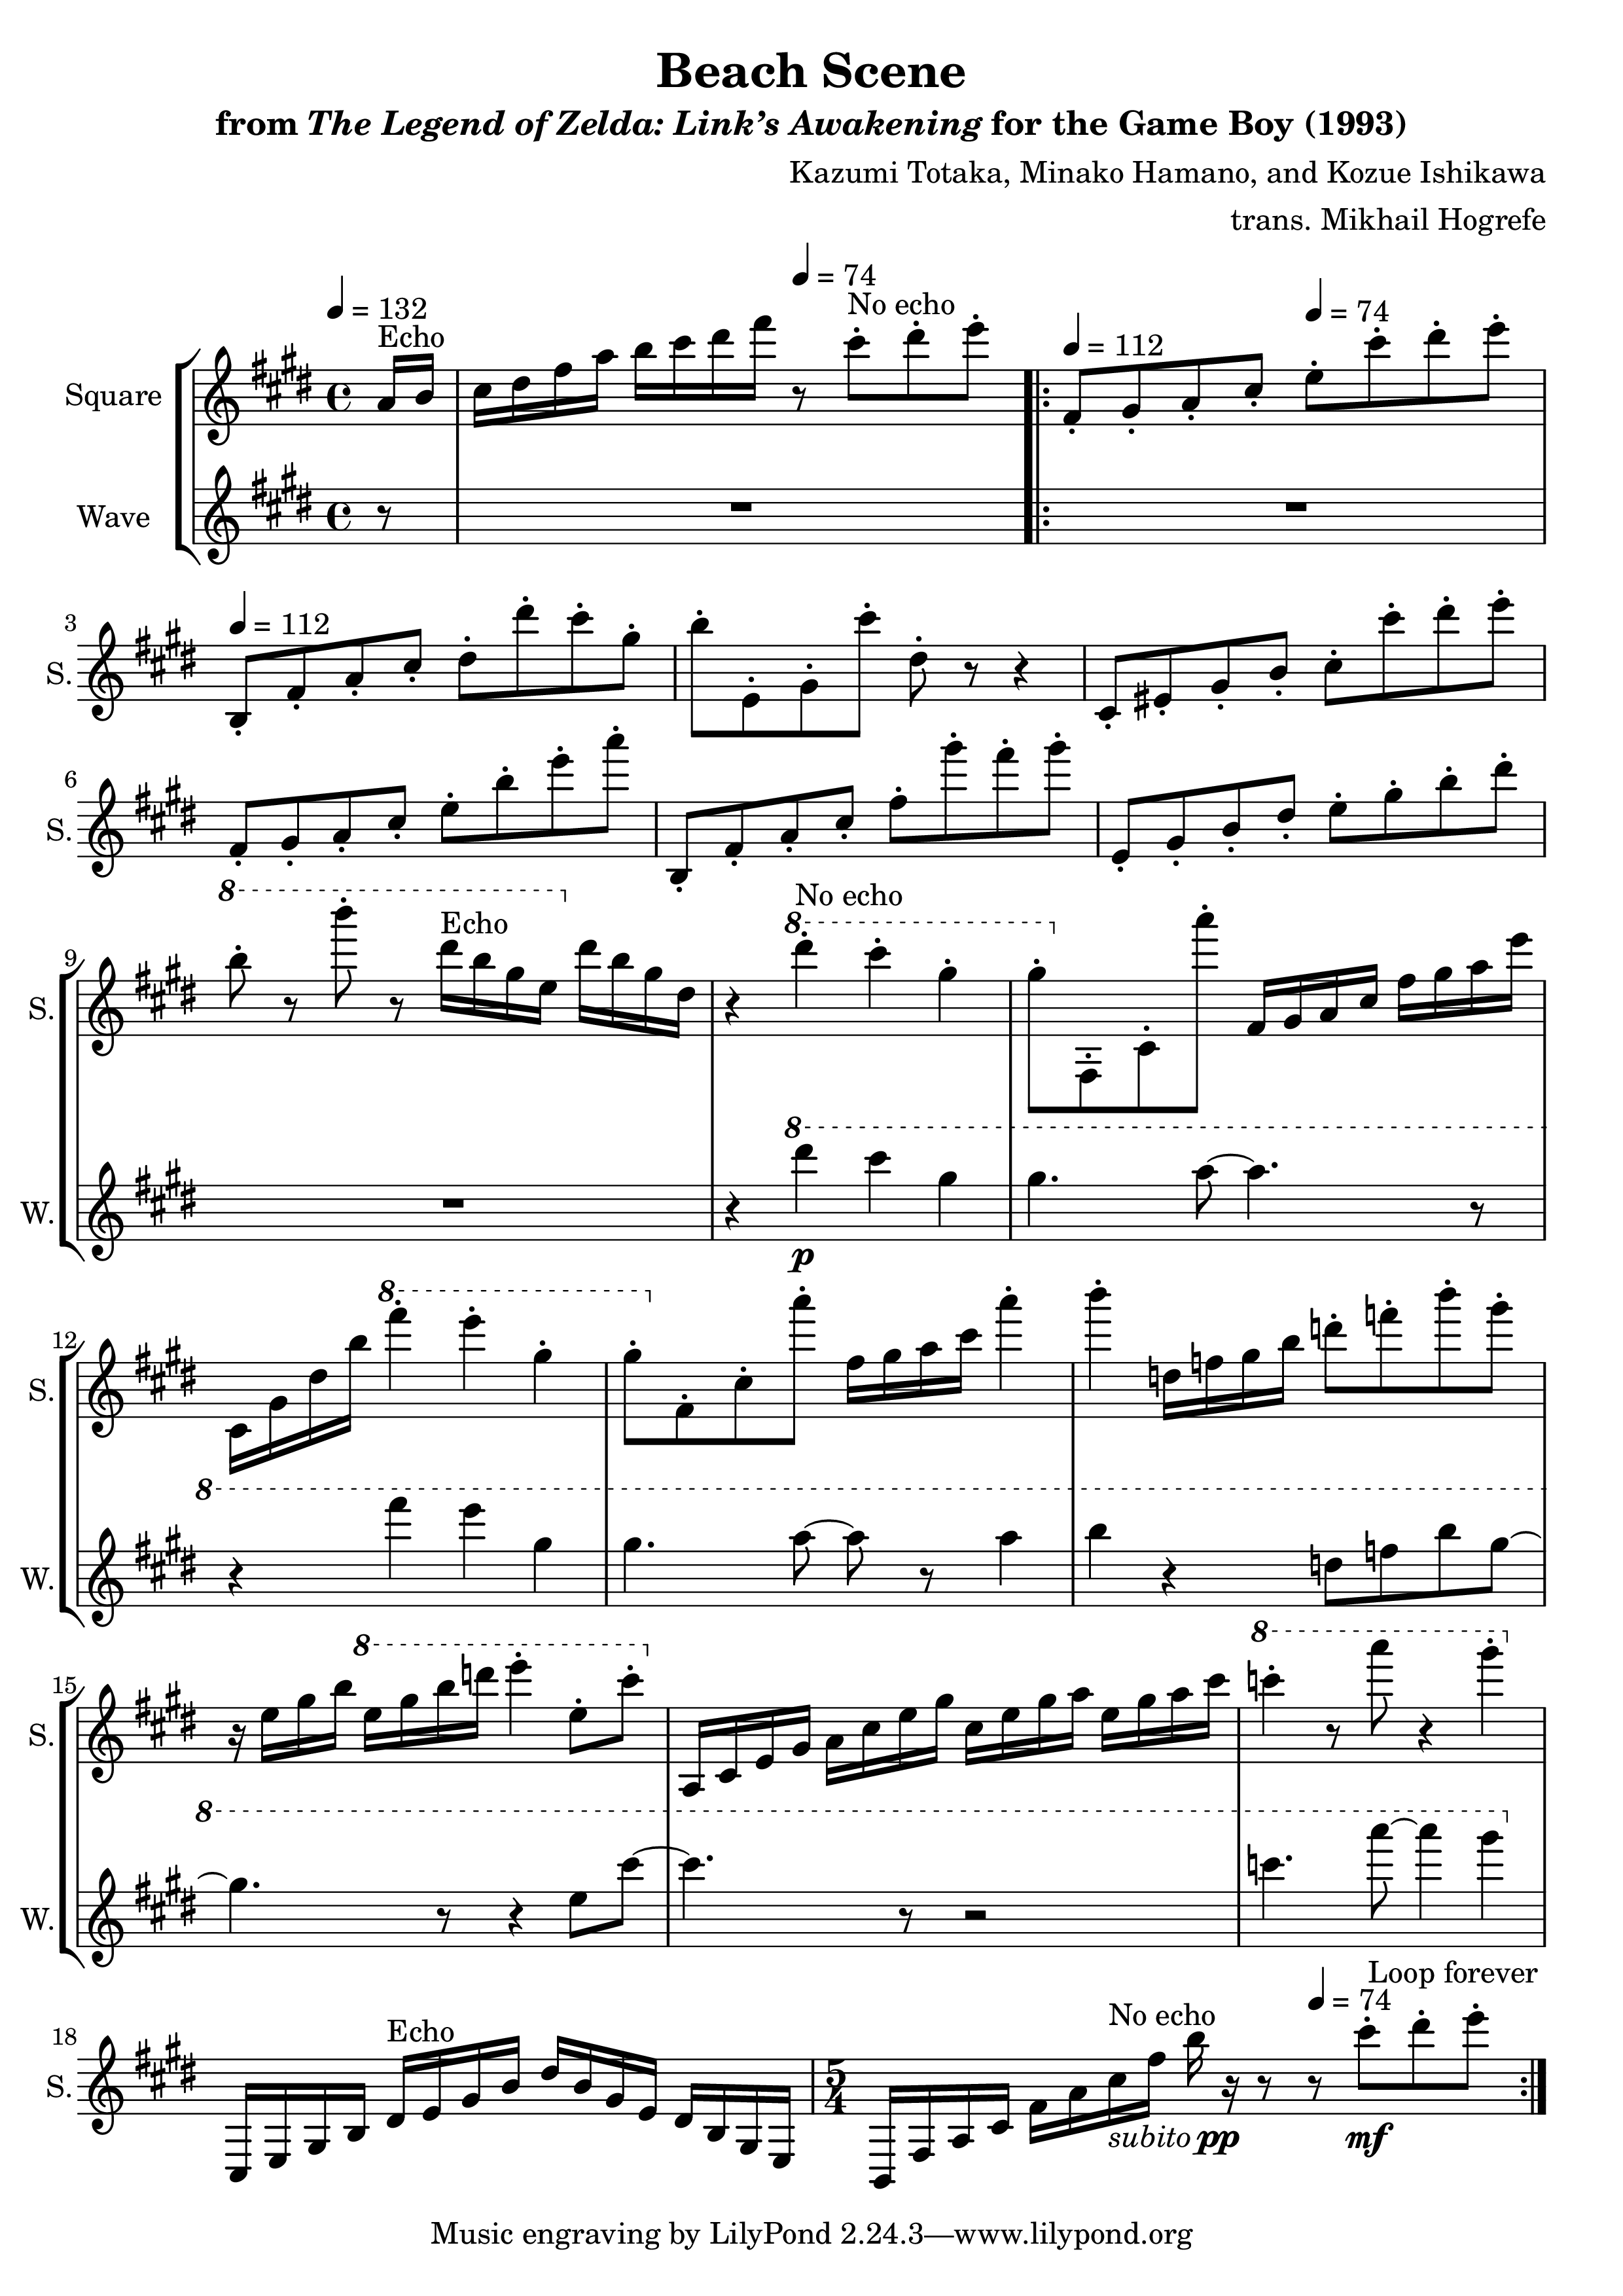 Beach Scene
from The Legend of Zelda: Link’s Awakening for the Game Boy (1993)
Kazumi Totaka, Minako Hamano, and Kozue Ishikawa
trans. Mikhail Hogrefe
= 132
Echo
= 74
No echo
= 112
= 74
Square
Wave
3
= 112
S.
6
S.
8
9
Echo
8
No echo
S.
8
W.
p
12
8
S.
8
W.
15
8
8
S.
8
W.
18
Echo
No echo
= 74
Loop forever
S.
5
4
subito pp
mf
Music engraving by LilyPond 2.24.3—www.lilypond.org